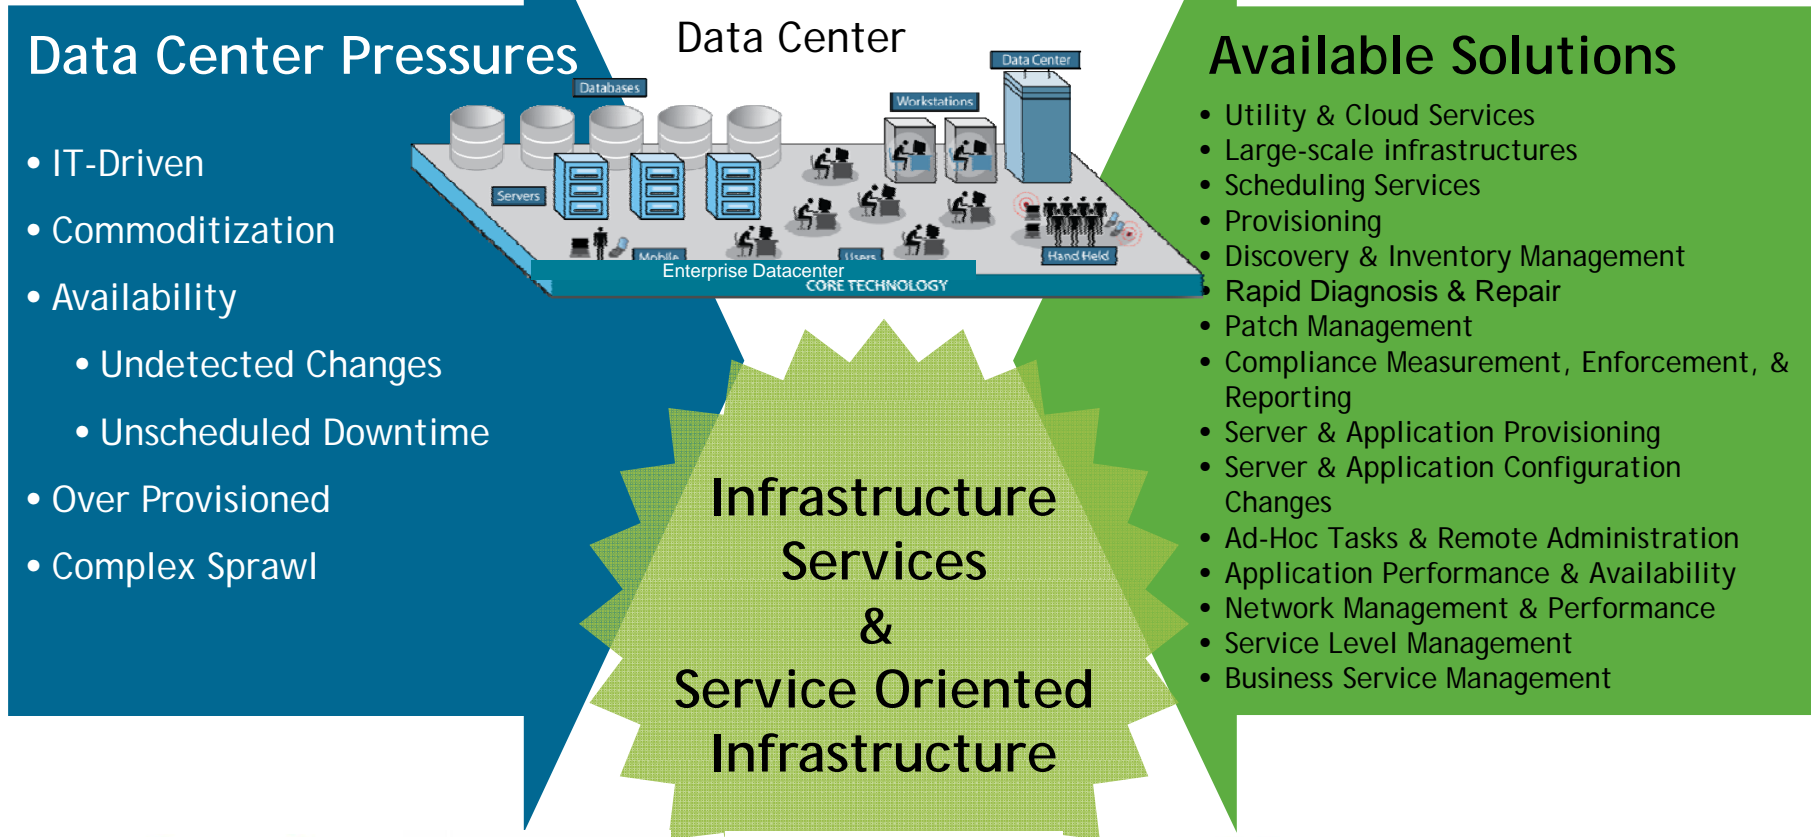 Data Center Pressures
• IT-Driven
• Commoditization
• Availability
• Undetected Changes
• Unscheduled Downtime
• Over Provisioned
• Complex Sprawl
Data Center
Data Center
Databases
Workstations
Servers
Mobile
Users
Hand Held
Enterprise Datacenter
CORE TECHNOLOGY
Infrastructure
Services
&
Service Oriented
Infrastructure
Available Solutions
• Utility & Cloud Services
• Large-scale infrastructures
• Scheduling Services
• Provisioning
• Discovery & Inventory Management
• Rapid Diagnosis & Repair
• Patch Management
• Compliance Measurement, Enforcement, &
Reporting
• Server & Application Provisioning
• Server & Application Configuration
Changes
• Ad-Hoc Tasks & Remote Administration
• Application Performance & Availability
• Network Management & Performance
• Service Level Management
• Business Service Management